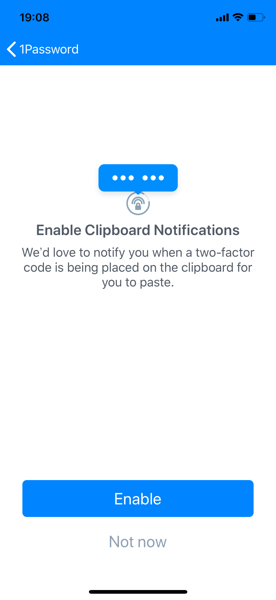 19:08
1Password
Enable Clipboard Notifications
We'd love to notify you when a two-factor
code is being placed on the clipboard for
you to paste.
Enable
Not now